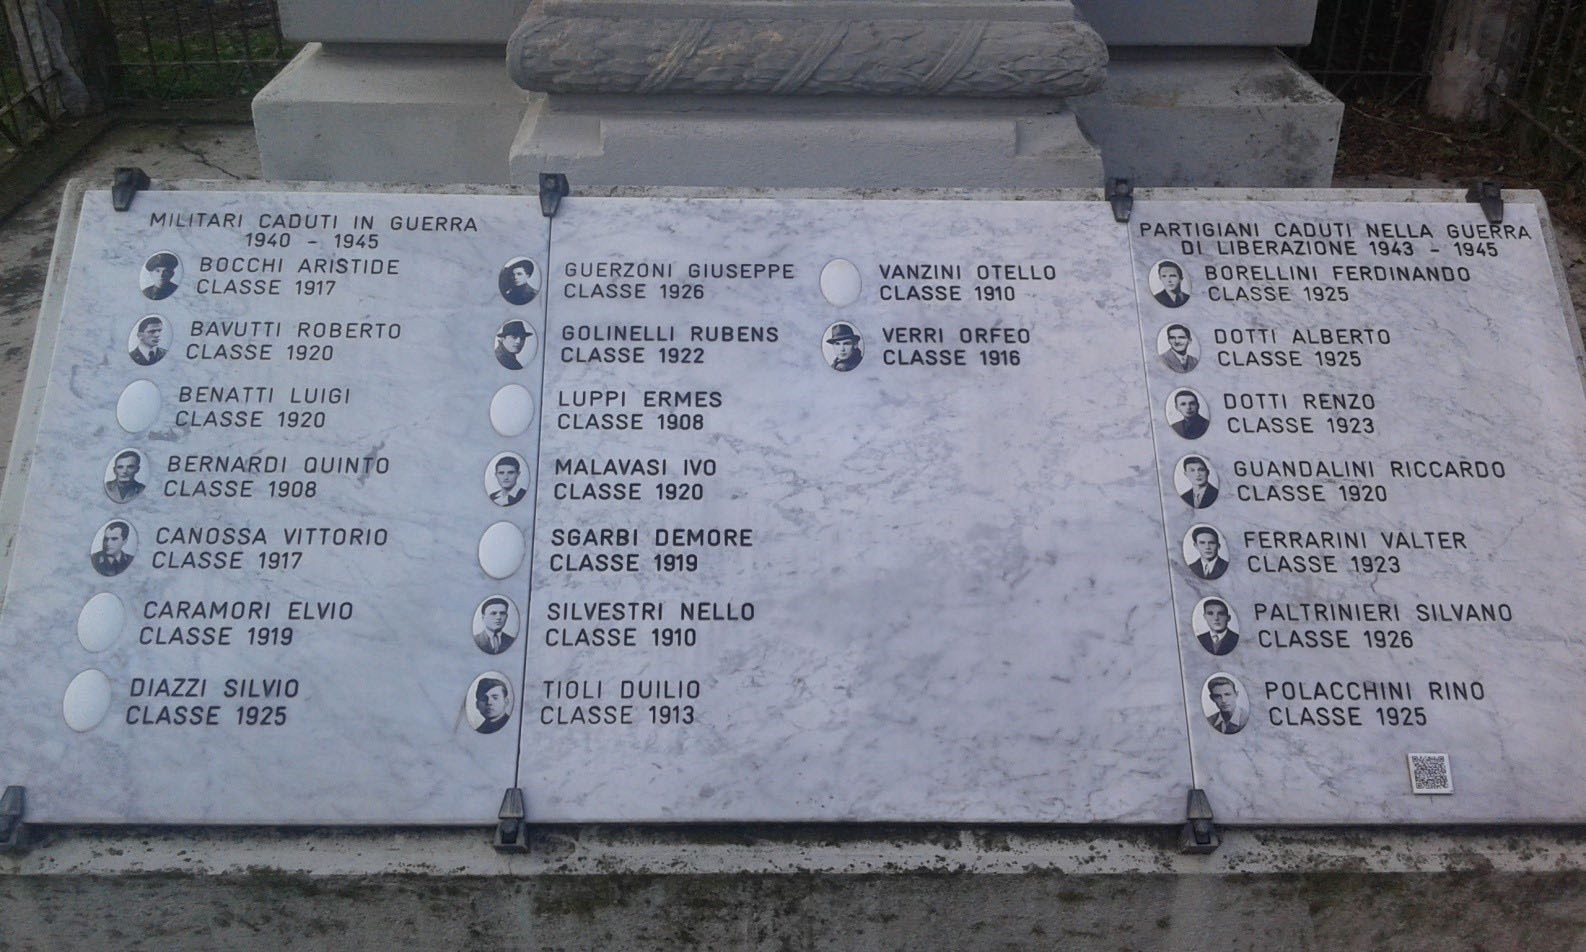 MILITARI CADUTI IN GUERRA
1940 - 1945
BOCCHI ARISTIDE
CLASSE 1917
BAVUTTI ROBERTO
CLASSE 1920
BENATTI LUIGI
CLASSE 1920
BERNARDI QUINTO
CLASSE 1908
CANOSSA VITTORIO
CLASSE 1917
CARAMORI ELVIO
CLASSE 1919
DIAZZI SILVIO
CLASSE 1925
GUERZONI GIUSEPPE
CLASSE 1926
GOLINELLI RUBENS
CLASSE 1922
LUPPI ERMES
CLASSE 1908
MALAVASI IVO
CLASSE 1920
SGARBI DEMORE
CLASSE 1919
SILVESTRI NELLO
CLASSE 1910
TIOLI DUILIO
CLASSE 1913
VANZINI OTELLO
CLASSE 1910
VERRI ORFEO
CLASSE 1916
PARTIGIANI CADUTI NELLA GUERRA
DI LIBERAZIONE 1943 - 1945
BORELLINI FERDINANDO
CLASSE 1925
DOTTI ALBERTO
CLASSE 1925
DOTTI RENZO
CLASSE 1923
GUANDALINI RICCARDO
CLASSE 1920
FERRARINI VALTER
CLASSE 1923
PALTRINIERI SILVANO
CLASSE 1926
POLACCHINI RINO
CLASSE 1925